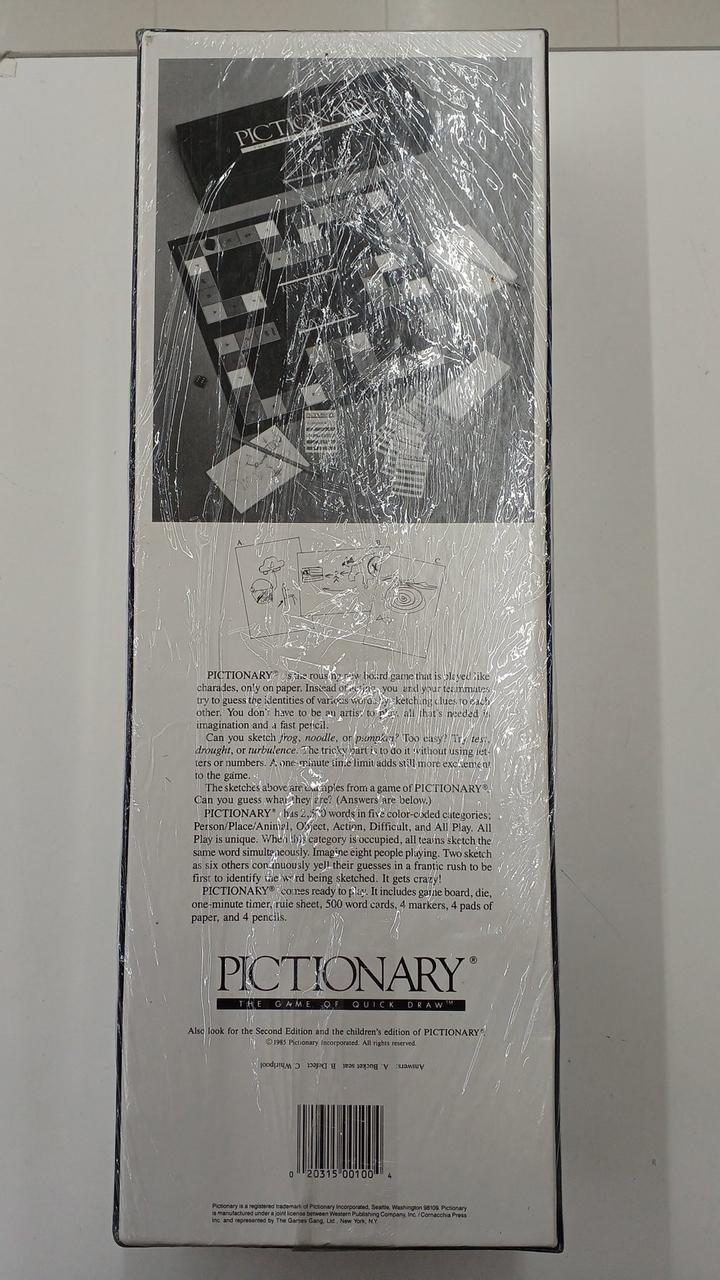 PICTIONARY
A.
B.
C.
PICTIONARY® is the rousing new board game that is played like
charades, only on paper. Instead of acting, you and your teammates
try to guess the identities of various words by sketching clues to each
other. You don't have to be an artist to play, all that's needed is
imagination and a fast pencil.
Can you sketch frog, noodle, or pumpkin? Too easy? Try test,
drought, or turbulence. The tricky part is to do it without using let-
ters or numbers. A one-minute time limit adds still more excitement
to the game.
The sketches above are examples from a game of PICTIONARY®.
Can you guess what they are? (Answers are below.)
PICTIONARY® has 2,500 words in five color-coded categories;
Person/Place/Animal, Object, Action, Difficult, and All Play. All
Play is unique. When this category is occupied, all teams sketch the
same word simultaneously. Imagine eight people playing. Two sketch
as six others continuously yell their guesses in a frantic rush to be
first to identify the word being sketched. It gets crazy!
PICTIONARY® comes ready to play. It includes game board, die,
one-minute timer, rule sheet, 500 word cards, 4 markers, 4 pads of
paper, and 4 pencils.
PICTIONARY®
THE GAME OF QUICK DRAW™
Also look for the Second Edition and the children's edition of PICTIONARY®.
©1985 Pictionary Incorporated. All rights reserved.
Answers: A. Bucket seat B. Defect C. Whirlpool
0 20315 00100 4
Pictionary is a registered trademark of Pictionary Incorporated, Seattle, Washington 98109. Pictionary
is manufactured under a joint license between Western Publishing Company, Inc. / Cornacchia Press
Inc. and represented by The Games Gang, Ltd., New York, N.Y.